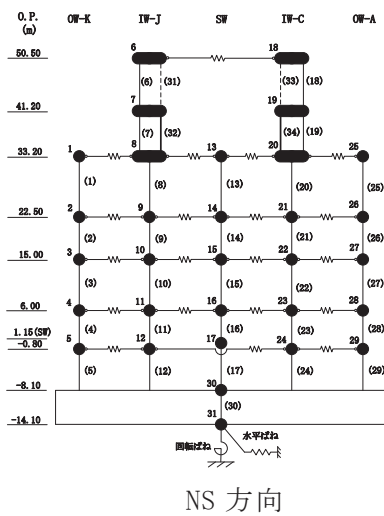 O.P. OW-K IW-J SW IW-C OW-A
(m)
50.50 6 18
(6) (31) (33) (18)
41.20 7 19
(7) (32) (34) (19)
33.20 1 8 13 20 25
(1) (8) (13) (20) (25)
22.50 2 9 14 21 26
(2) (9) (14) (21) (26)
15.00 3 10 15 22 27
(3) (10) (15) (22) (27)
6.00 4 11 16 23 28
1.15(SW) (4) (11) (16) (23) (28)
-0.80 5 12 17 24 29
(5) (12) (17) (24) (29)
-8.10 30
(30)
-14.10 31
回転ばね 水平ばね
NS 方向